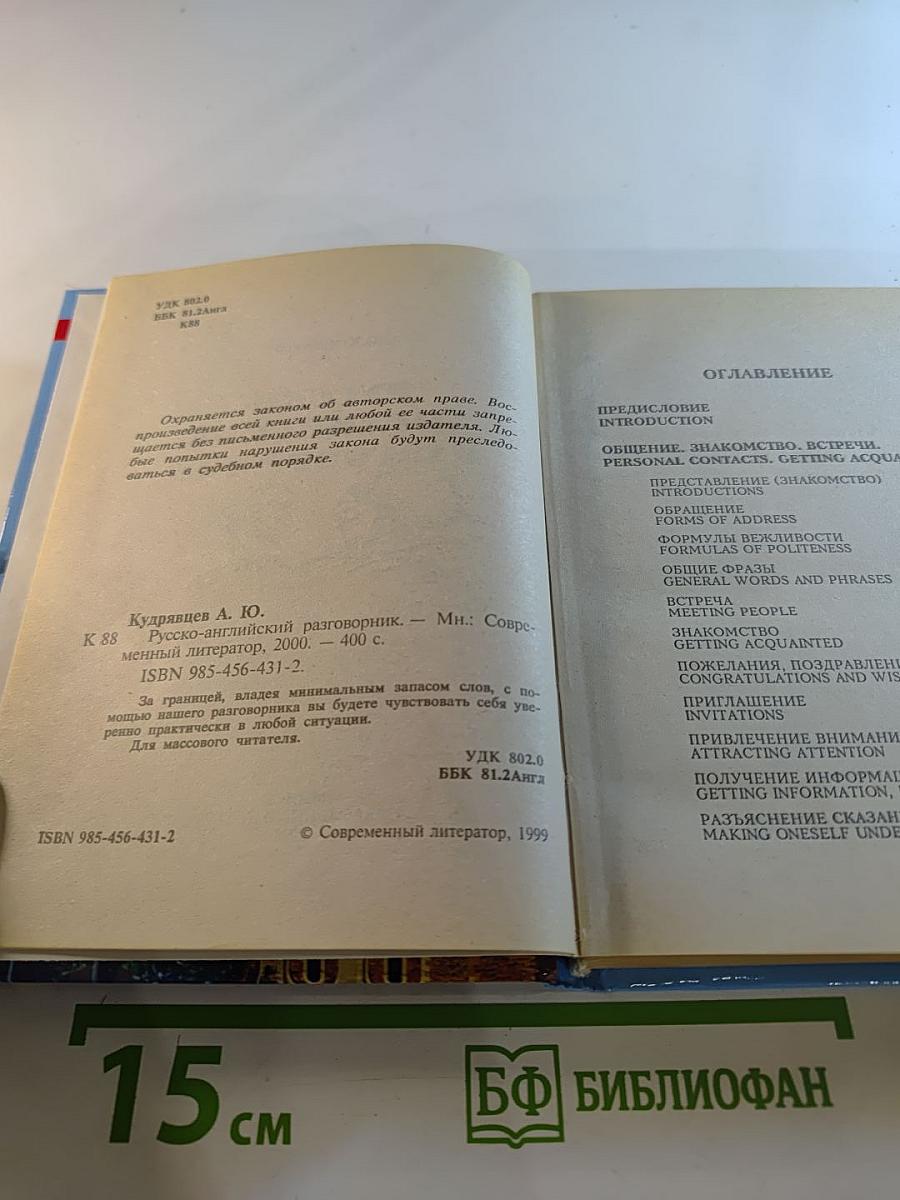 УДК 802.0
ББК 81.2Англ
К88
Охраняется законом об авторском праве. Вос-
произведение всей книги или любой ее части запре-
щается без письменного разрешения издателя. Лю-
бые попытки нарушения закона будут преследо-
ваться в судебном порядке.
Кудрявцев А. Ю.
К 88 Русско-английский разговорник. — Мн.: Совре-
менный литератор, 2000. — 400 с.
ISBN 985-456-431-2.
За границей, владея минимальным запасом слов, с по-
мощью нашего разговорника вы будете чувствовать себя уве-
ренно практически в любой ситуации.
Для массового читателя.
УДК 802.0
ББК 81.2Англ
ISBN 985-456-431-2 © Современный литератор, 1999
ОГЛАВЛЕНИЕ
ПРЕДИСЛОВИЕ
INTRODUCTION
ОБЩЕНИЕ. ЗНАКОМСТВО. ВСТРЕЧИ.
PERSONAL CONTACTS. GETTING ACQUA
ПРЕДСТАВЛЕНИЕ (ЗНАКОМСТВО)
INTRODUCTIONS
ОБРАЩЕНИЕ
FORMS OF ADDRESS
ФОРМУЛЫ ВЕЖЛИВОСТИ
FORMULAS OF POLITENESS
ОБЩИЕ ФРАЗЫ
GENERAL WORDS AND PHRASES
ВСТРЕЧА
MEETING PEOPLE
ЗНАКОМСТВО
GETTING ACQUAINTED
ПОЖЕЛАНИЯ, ПОЗДРАВЛЕНИ
CONGRATULATIONS AND WIS
ПРИГЛАШЕНИЕ
INVITATIONS
ПРИВЛЕЧЕНИЕ ВНИМАНИ
ATTRACTING ATTENTION
ПОЛУЧЕНИЕ ИНФОРМАЦ
GETTING INFORMATION,
РАЗЪЯСНЕНИЕ СКАЗАН
MAKING ONESELF UNDE
15 см
БФ БИБЛИОФАН